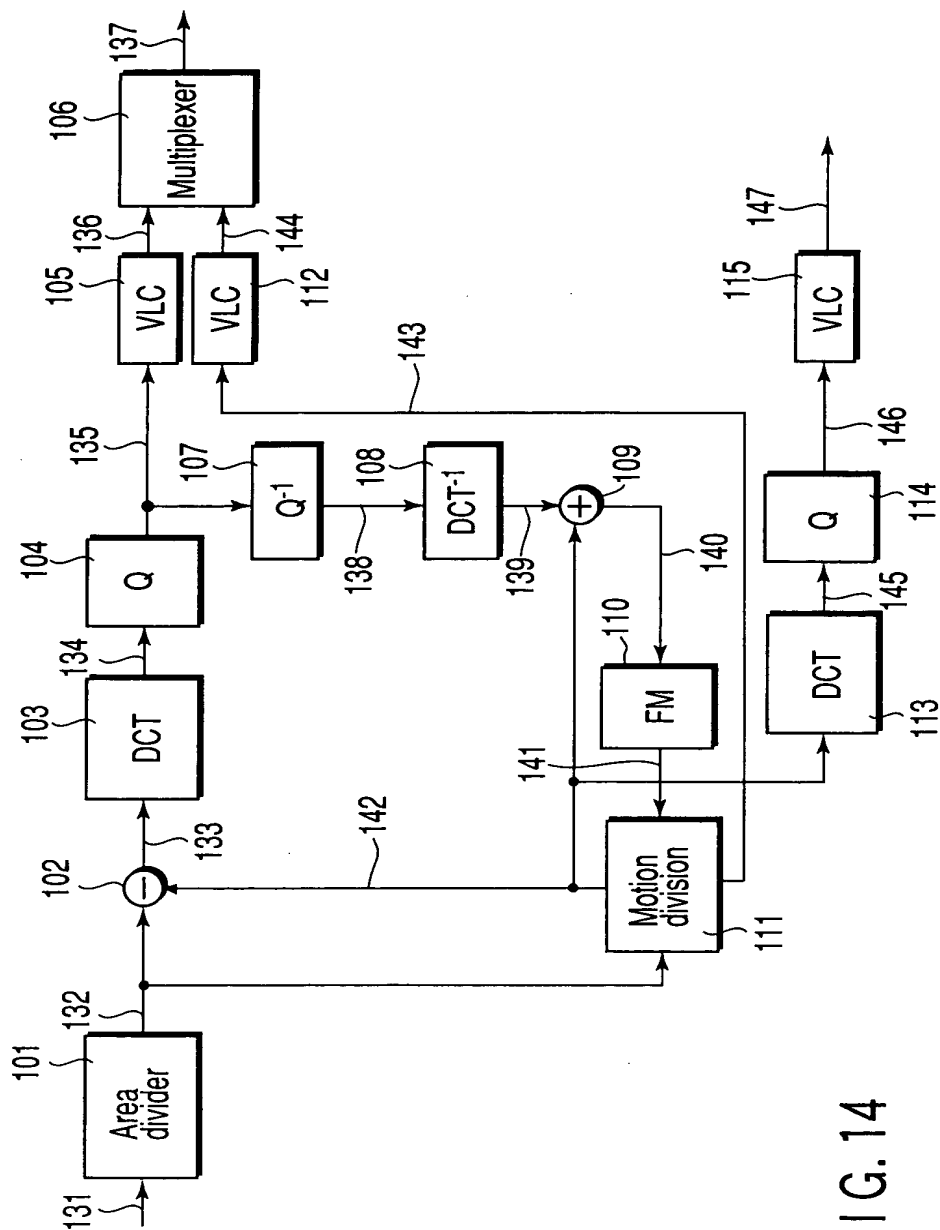 131
101
Area
divider
132
102
−
133
103
DCT
134
104
Q
135
105
VLC
136
106
Multiplexer
137
VLC
112
144
107
Q-1
138
108
DCT-1
139
+
109
140
110
FM
141
142
143
Motion
division
111
DCT
113
145
Q
114
146
115
VLC
147
IG. 14